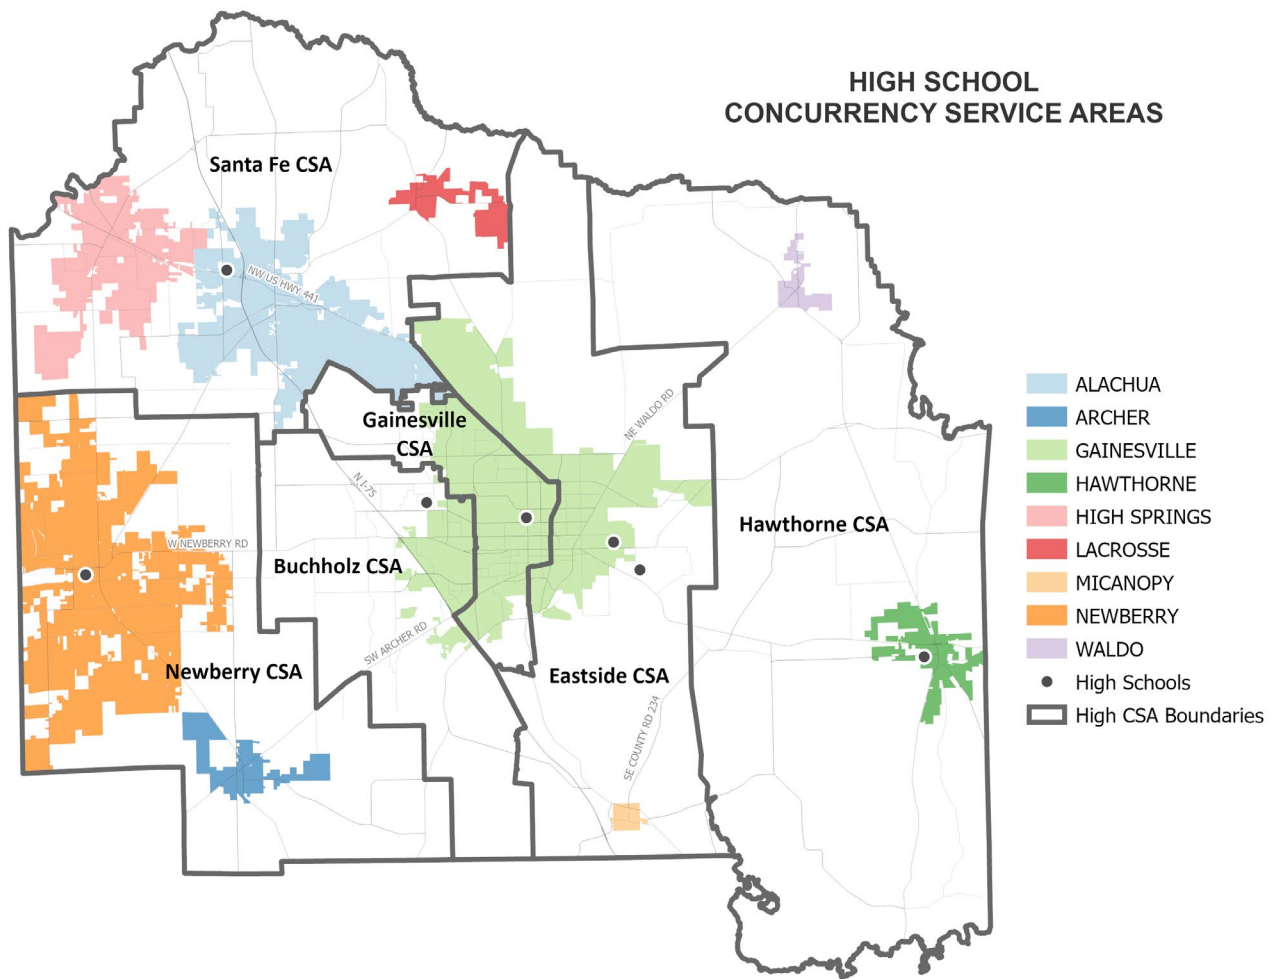 HIGH SCHOOL
CONCURRENCY SERVICE AREAS
Santa Fe CSA
NW US HWY 441
Gainesville
CSA
NE WALDO RD
N I-75
Hawthorne CSA
W NEWBERRY RD
Buchholz CSA
SW ARCHER RD
Newberry CSA
Eastside CSA
SE COUNTY RD 234
ALACHUA
ARCHER
GAINESVILLE
HAWTHORNE
HIGH SPRINGS
LACROSSE
MICANOPY
NEWBERRY
WALDO
High Schools
High CSA Boundaries